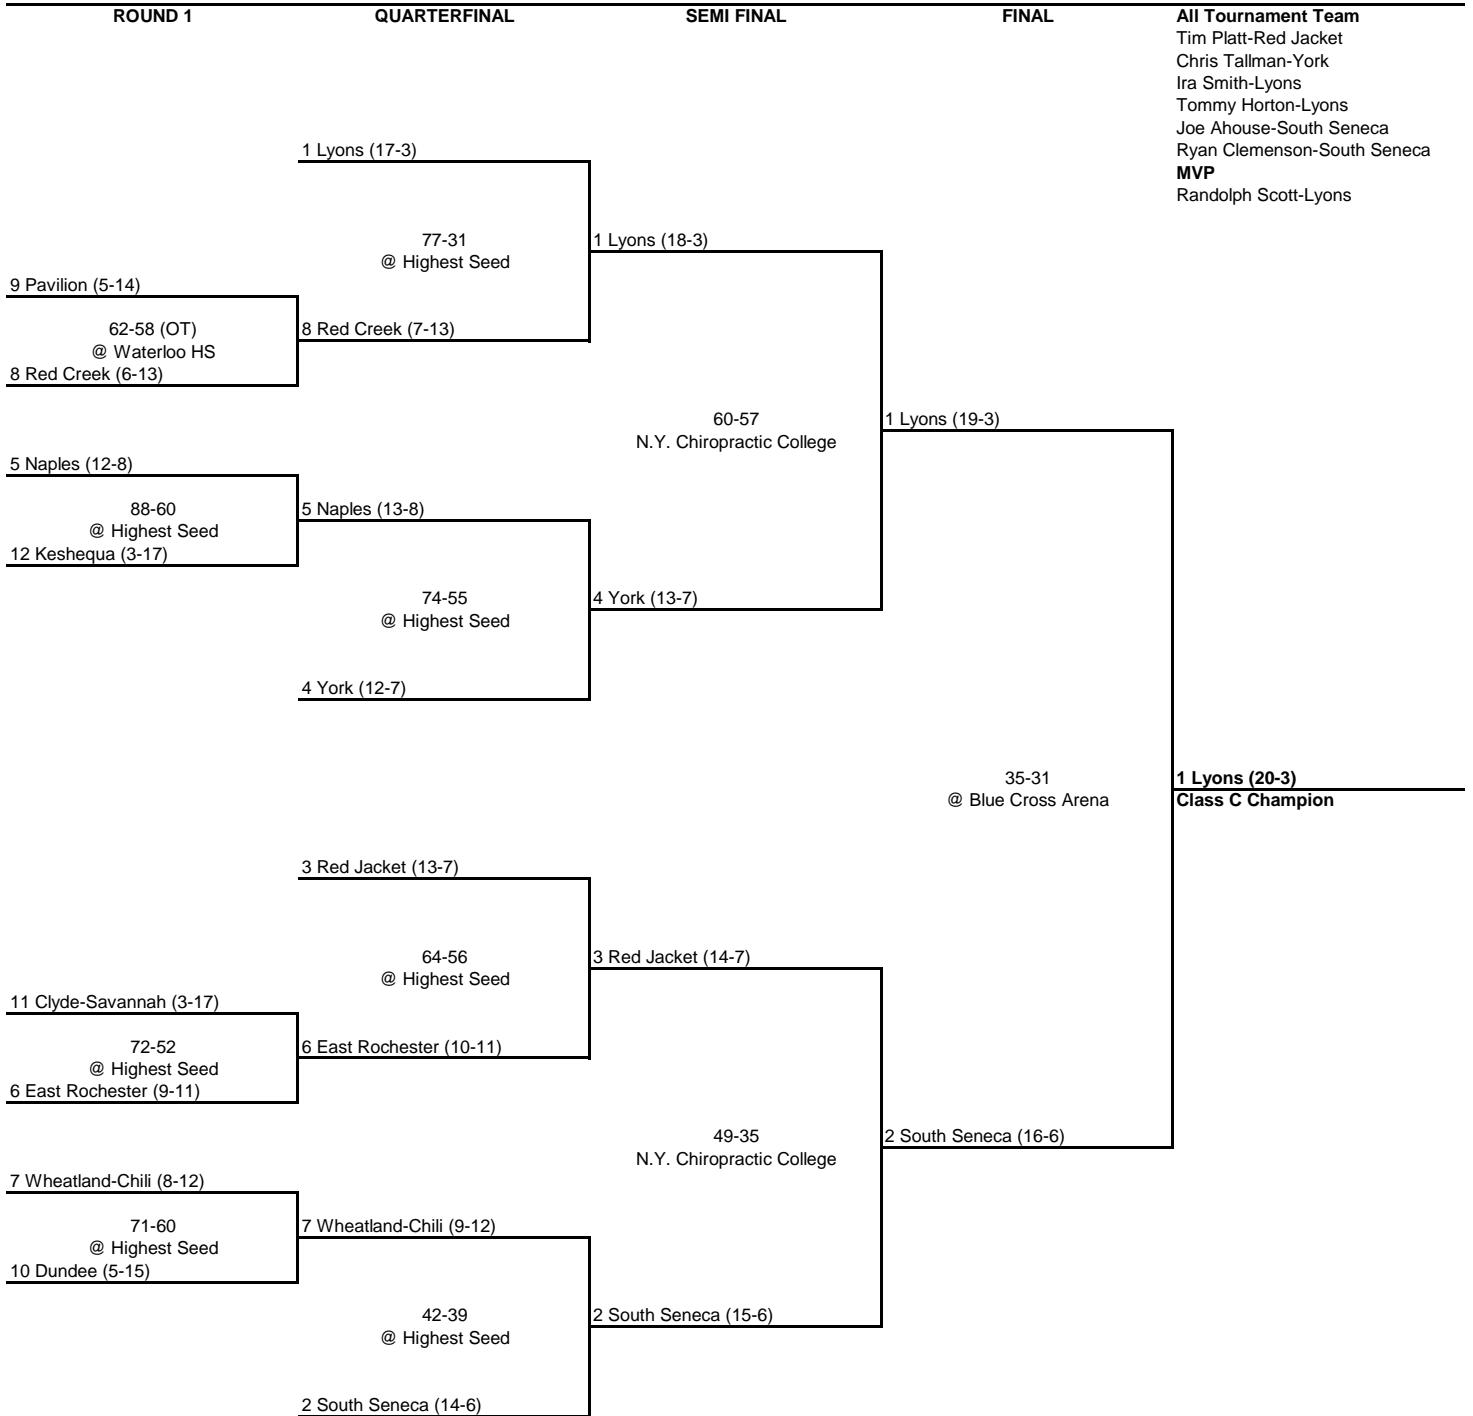 ROUND 1
QUARTERFINAL
SEMI FINAL
FINAL
All Tournament Team
Tim Platt-Red Jacket
Chris Tallman-York
Ira Smith-Lyons
Tommy Horton-Lyons
Joe Ahouse-South Seneca
Ryan Clemenson-South Seneca
MVP
Randolph Scott-Lyons
1 Lyons (17-3)
77-31
@ Highest Seed
1 Lyons (18-3)
9 Pavilion (5-14)
62-58 (OT)
@ Waterloo HS
8 Red Creek (7-13)
8 Red Creek (6-13)
60-57
N.Y. Chiropractic College
1 Lyons (19-3)
5 Naples (12-8)
88-60
@ Highest Seed
5 Naples (13-8)
12 Keshequa (3-17)
74-55
@ Highest Seed
4 York (13-7)
4 York (12-7)
35-31
@ Blue Cross Arena
1 Lyons (20-3)
Class C Champion
3 Red Jacket (13-7)
64-56
@ Highest Seed
3 Red Jacket (14-7)
11 Clyde-Savannah (3-17)
72-52
@ Highest Seed
6 East Rochester (10-11)
6 East Rochester (9-11)
49-35
N.Y. Chiropractic College
2 South Seneca (16-6)
7 Wheatland-Chili (8-12)
71-60
@ Highest Seed
7 Wheatland-Chili (9-12)
10 Dundee (5-15)
42-39
@ Highest Seed
2 South Seneca (15-6)
2 South Seneca (14-6)